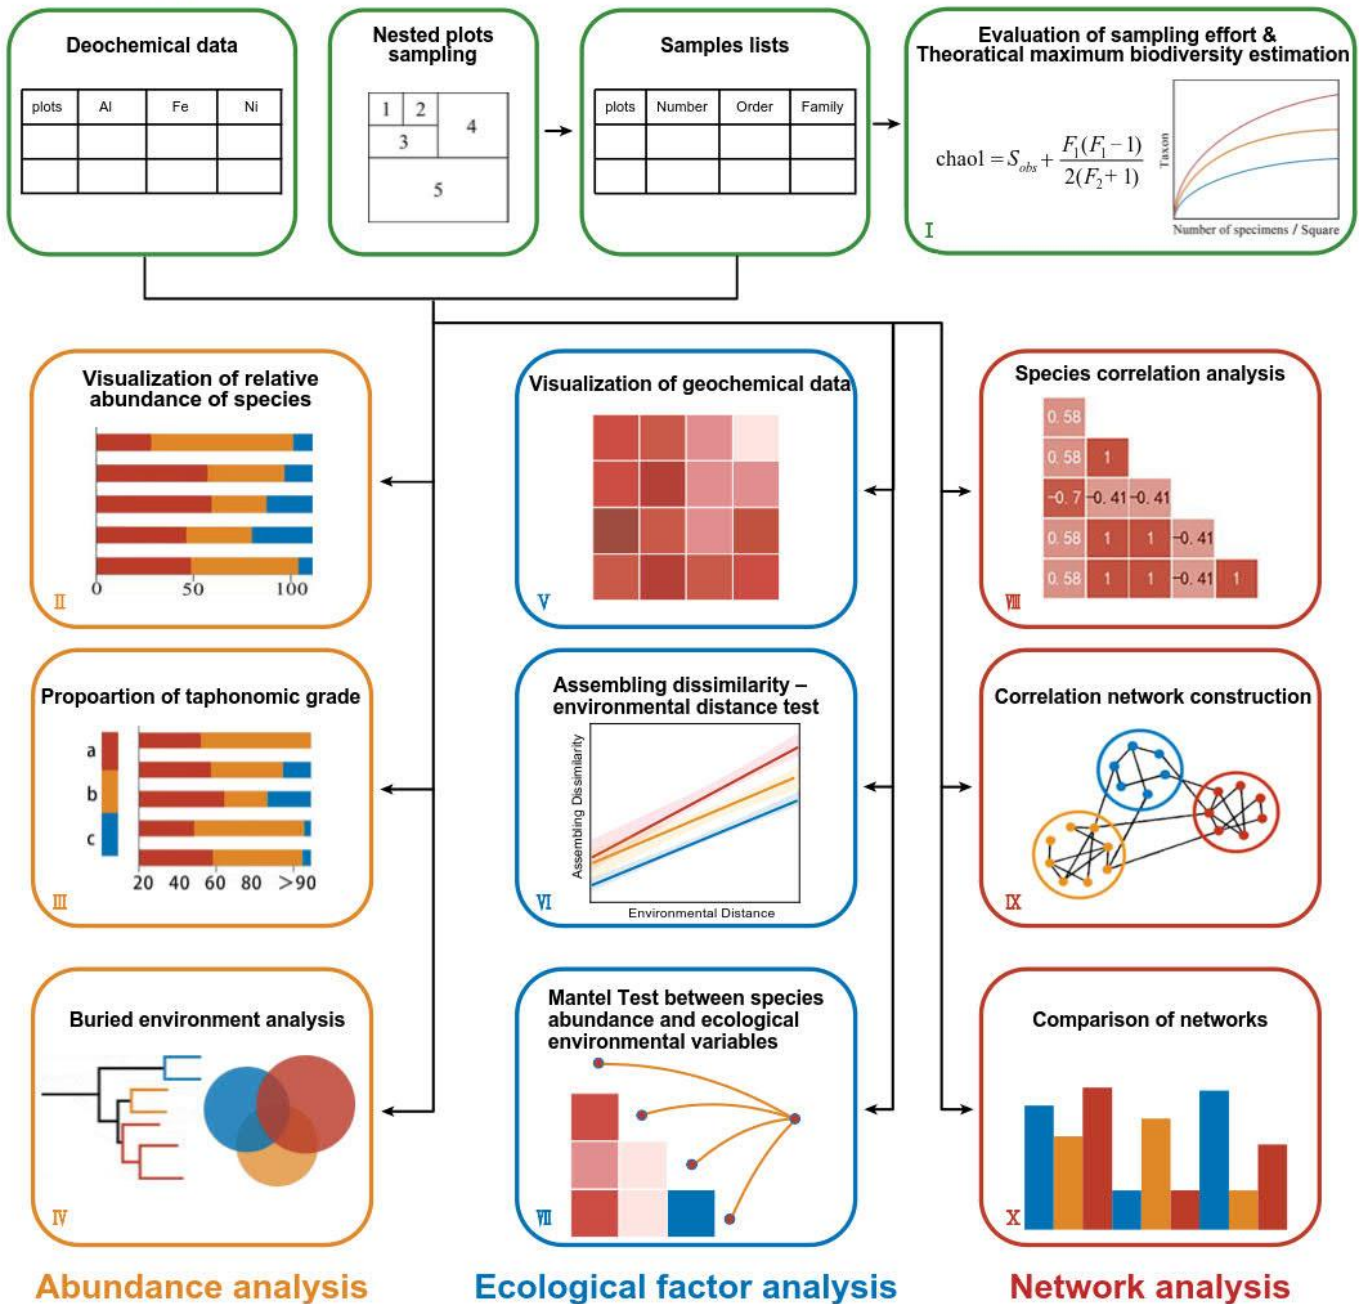 Deochemical data
plots Al Fe Ni
Nested plots
sampling
1 2
3
4
5
Samples lists
plots Number Order Family
Evaluation of sampling effort &
Theoratical maximum biodiversity estimation
chaol = S_obs + F_1(F_1 − 1) / 2(F_2 + 1)
Taxon
Number of specimens / Square
I
Visualization of relative
abundance of species
0 50 100
II
Visualization of geochemical data
V
Species correlation analysis
0.58
0.58 1
-0.7 -0.41 -0.41
0.58 1 1 -0.41
0.58 1 1 -0.41 1
VIII
Propoartion of taphonomic grade
a
b
c
20 40 60 80 >90
III
Assembling dissimilarity –
environmental distance test
Assembling Dissimilarity
Environmental Distance
VI
Correlation network construction
IX
Buried environment analysis
IV
Mantel Test between species
abundance and ecological
environmental variables
VII
Comparison of networks
X
Abundance analysis
Ecological factor analysis
Network analysis